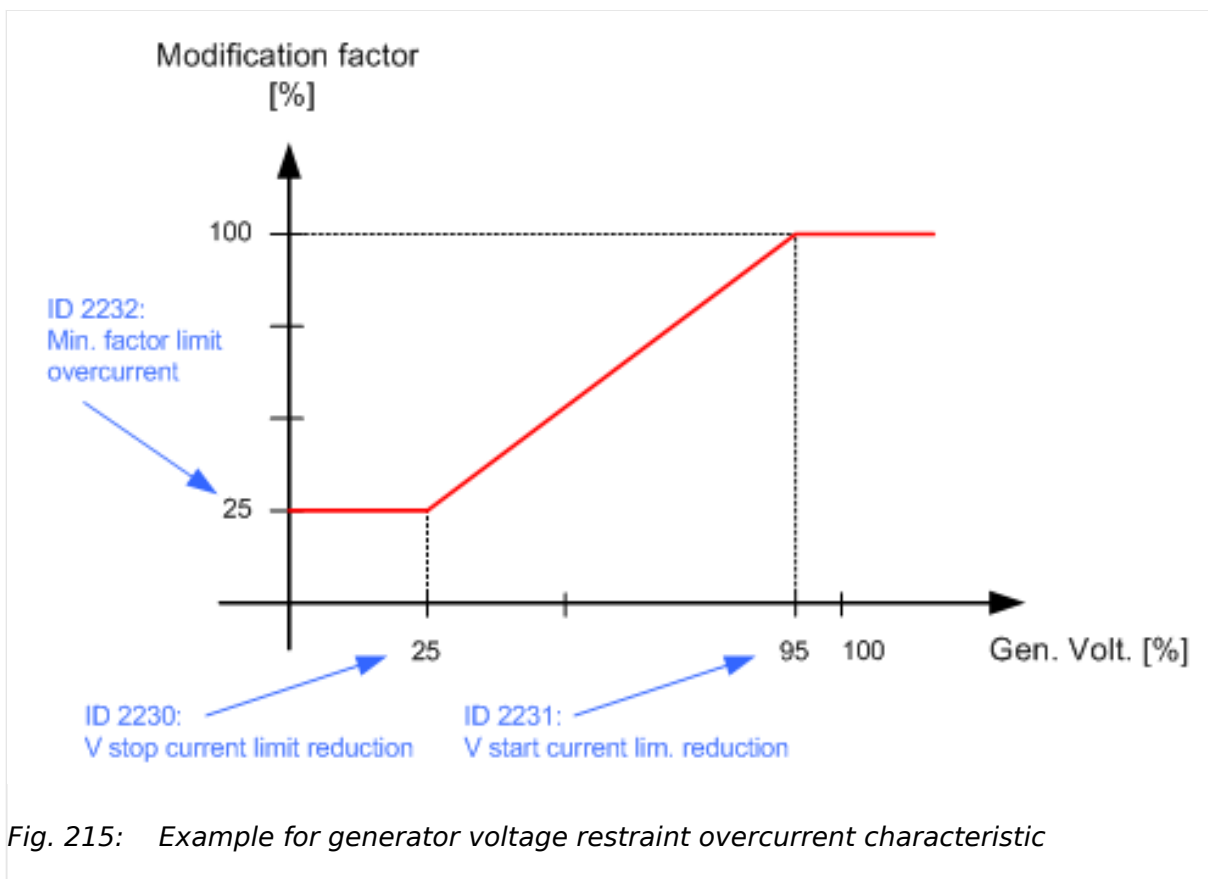 Modification factor
[%]
100
ID 2232:
Min. factor limit
overcurrent
25
25
95
100
Gen. Volt. [%]
ID 2230:
V stop current limit reduction
ID 2231:
V start current lim. reduction
Fig. 215: Example for generator voltage restraint overcurrent characteristic